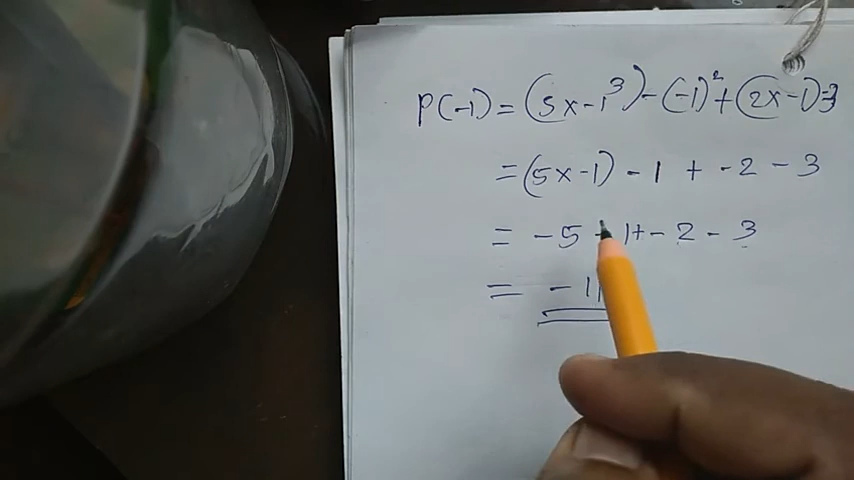 P(-1) = (5x-1³) - (-1)² + (2x-1)-3
= (5x-1) - 1 + -2 - 3
= -5 - 1 + -2 - 3
= -11